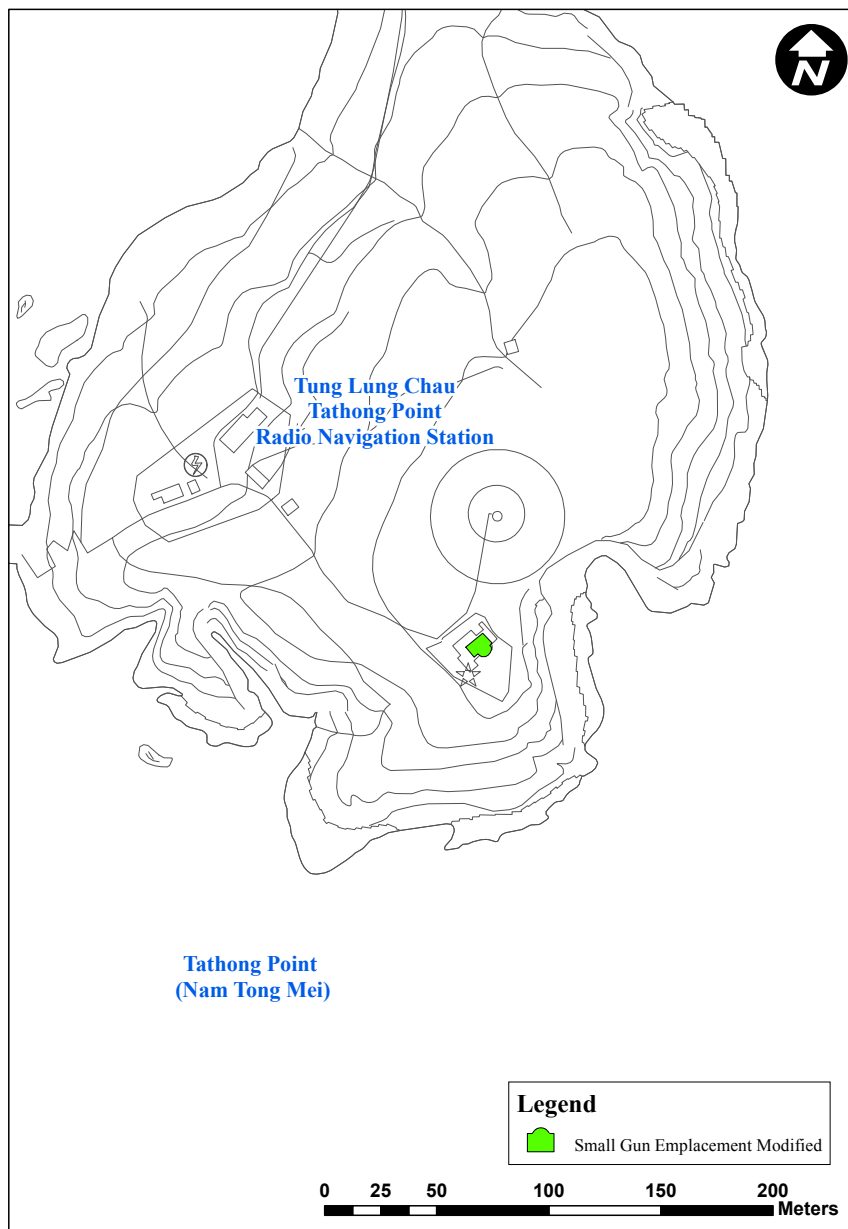 N
Tung Lung Chau
Tathong Point
Radio Navigation Station
Tathong Point
(Nam Tong Mei)
Legend
Small Gun Emplacement Modified
0 25 50 100 150 200
Meters